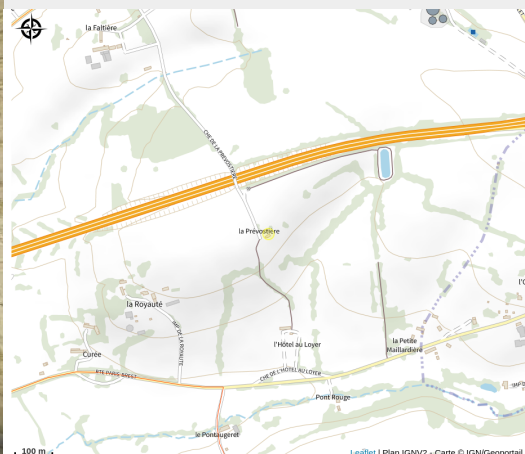 la Faltière
CHE DE LA PREVOSTIERE
la Prévostière
la Royauté
IMP DE LA ROYAUTE
l'Hôtel au Loyer
la Petite
Maillardière
Curée
RTE PARIS-BREST
CHE DE L'HOTEL AU LOYER
Pont Rouge
le Pontaugeret
100 m
Leaflet | Plan IGNV2 - Carte © IGN/Geoportail